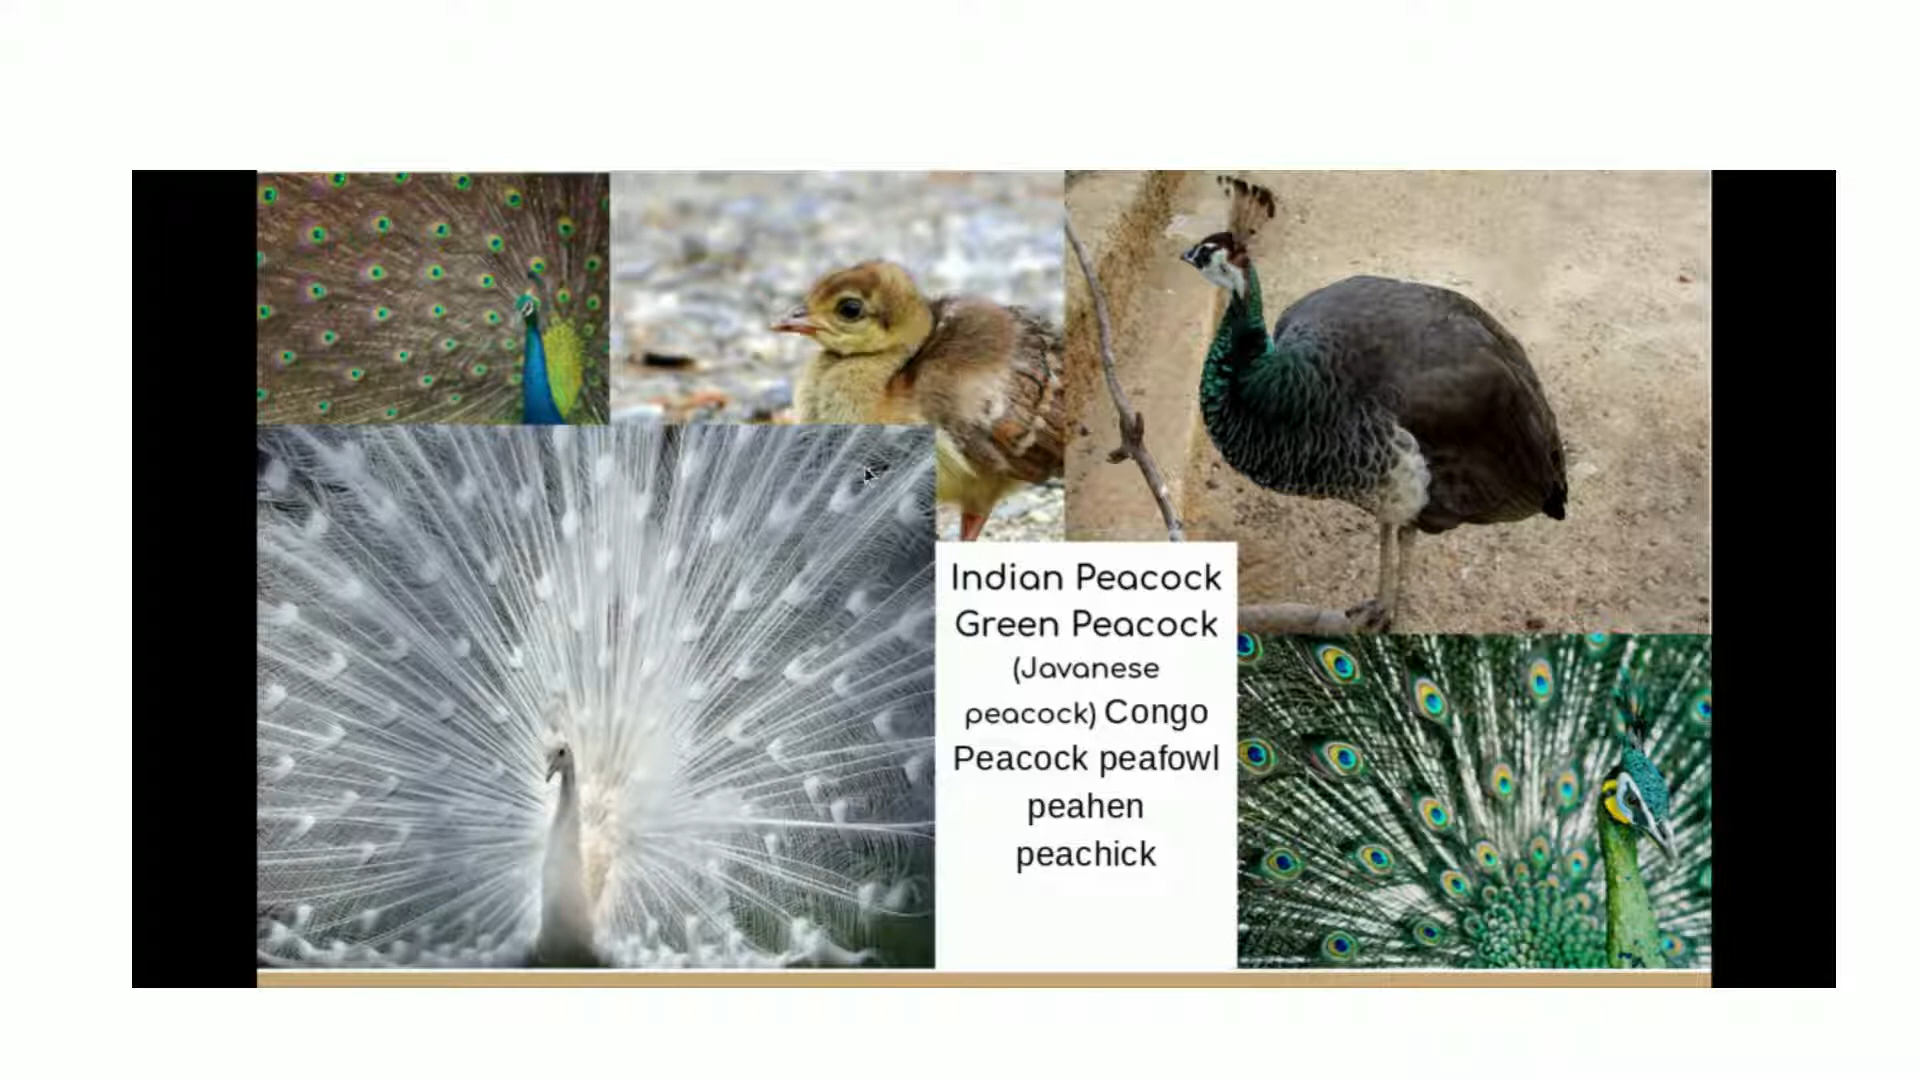 Indian Peacock
Green Peacock
(Javanese
peacock) Congo
Peacock peafowl
peahen
peachick